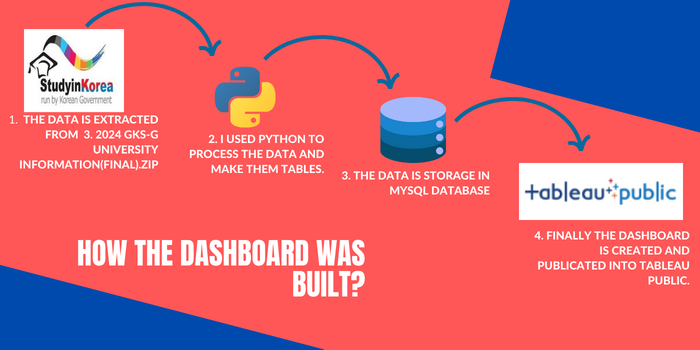 StudyinKorea
run by Korean Government
1. THE DATA IS EXTRACTED
FROM 3. 2024 GKS-G
UNIVERSITY
INFORMATION(FINAL).ZIP
2. I USED PYTHON TO
PROCESS THE DATA AND
MAKE THEM TABLES.
3. THE DATA IS STORAGE IN
MYSQL DATABASE
tableau public
4. FINALLY THE DASHBOARD
IS CREATED AND
PUBLICATED INTO TABLEAU
PUBLIC.
HOW THE DASHBOARD WAS
BUILT?